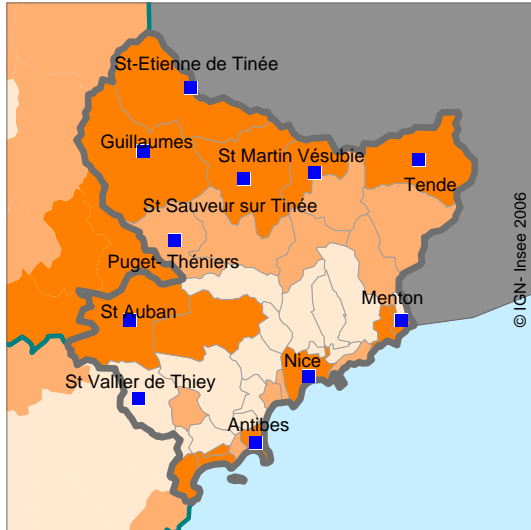 St-Etienne de Tinée
Guillaumes
St Martin Vésubie
Tende
St Sauveur sur Tinée
Puget- Théniers
St Auban
Menton
Nice
St Vallier de Thiey
Antibes
© IGN- Insee 2006